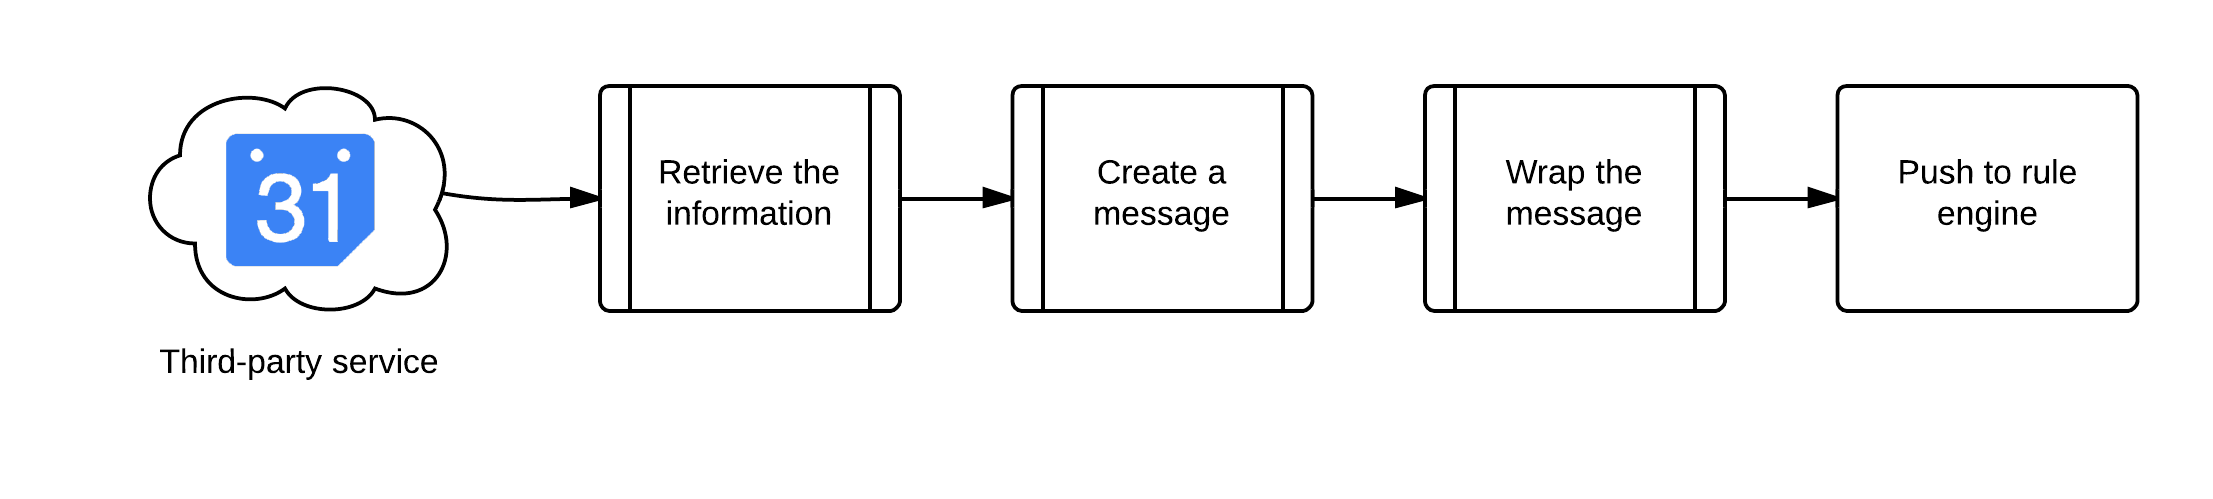 31
Third-party service
Retrieve the
information
Create a
message
Wrap the
message
Push to rule
engine